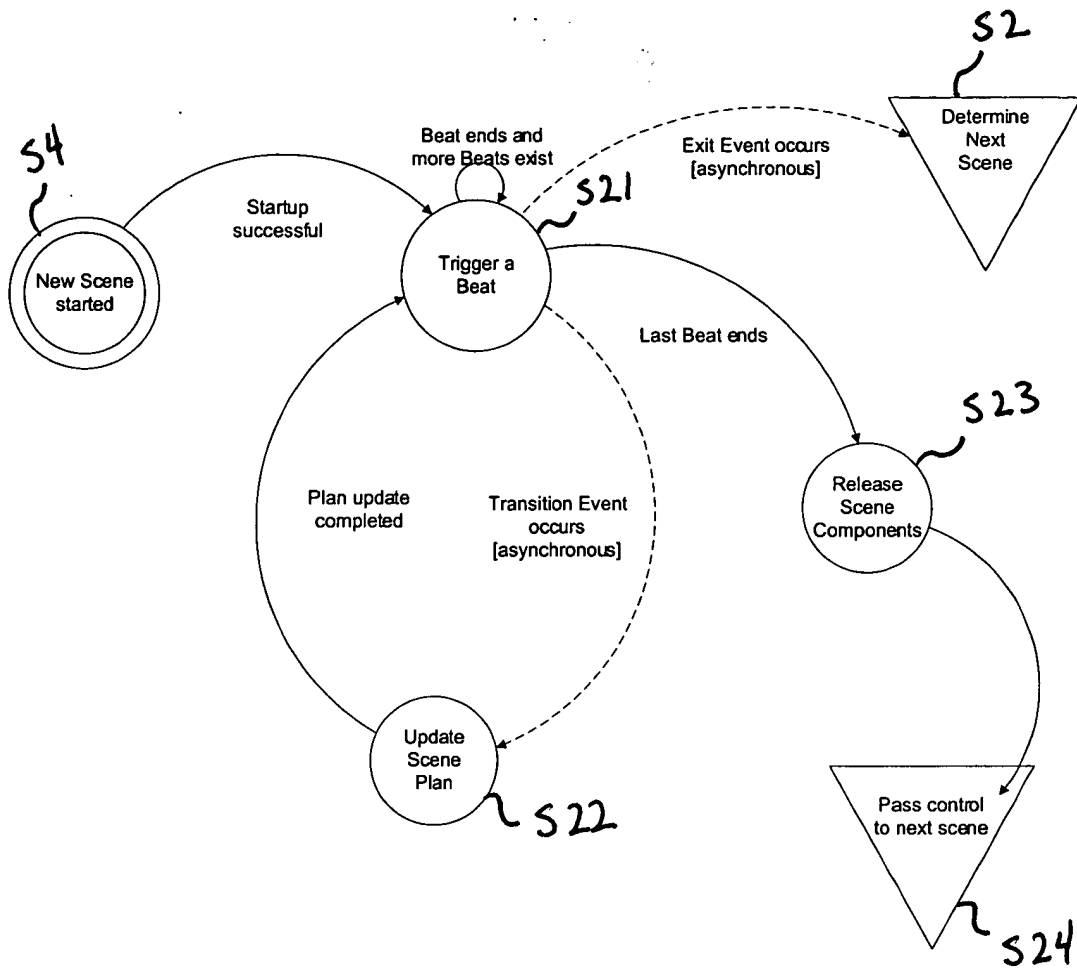 S2
Determine
Next
Scene
Beat ends and
more Beats exist
Exit Event occurs
[asynchronous]
S4
S21
Startup
successful
Trigger a
Beat
New Scene
started
Last Beat ends
S23
Release
Scene
Components
Plan update
completed
Transition Event
occurs
[asynchronous]
Update
Scene
Plan
S22
Pass control
to next scene
S24